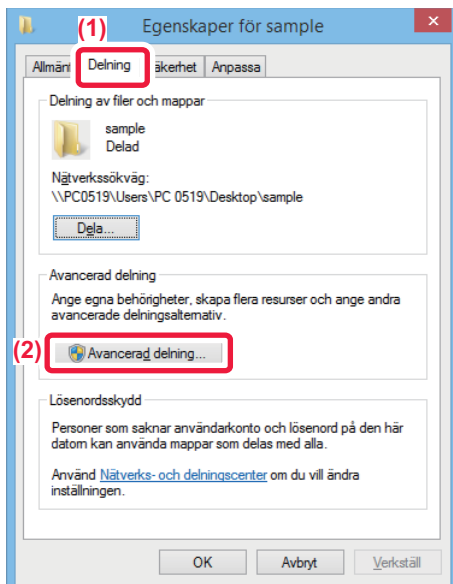 (1)
Egenskaper för sample
Allmänt Delning Säkerhet Anpassa
Delning av filer och mappar
sample
Delad
Nätverkssökväg:
\\PC0519\Users\PC 0519\Desktop\sample
Dela...
Avancerad delning
Ange egna behörigheter, skapa flera resurser och ange andra
avancerade delningsalternativ.
(2)
Avancerad delning...
Lösenordsskydd
Personer som saknar användarkonto och lösenord på den här
datorn kan använda mappar som delas med alla.
Använd Nätverks- och delningscenter om du vill ändra
inställningen.
OK Avbryt Verkställ